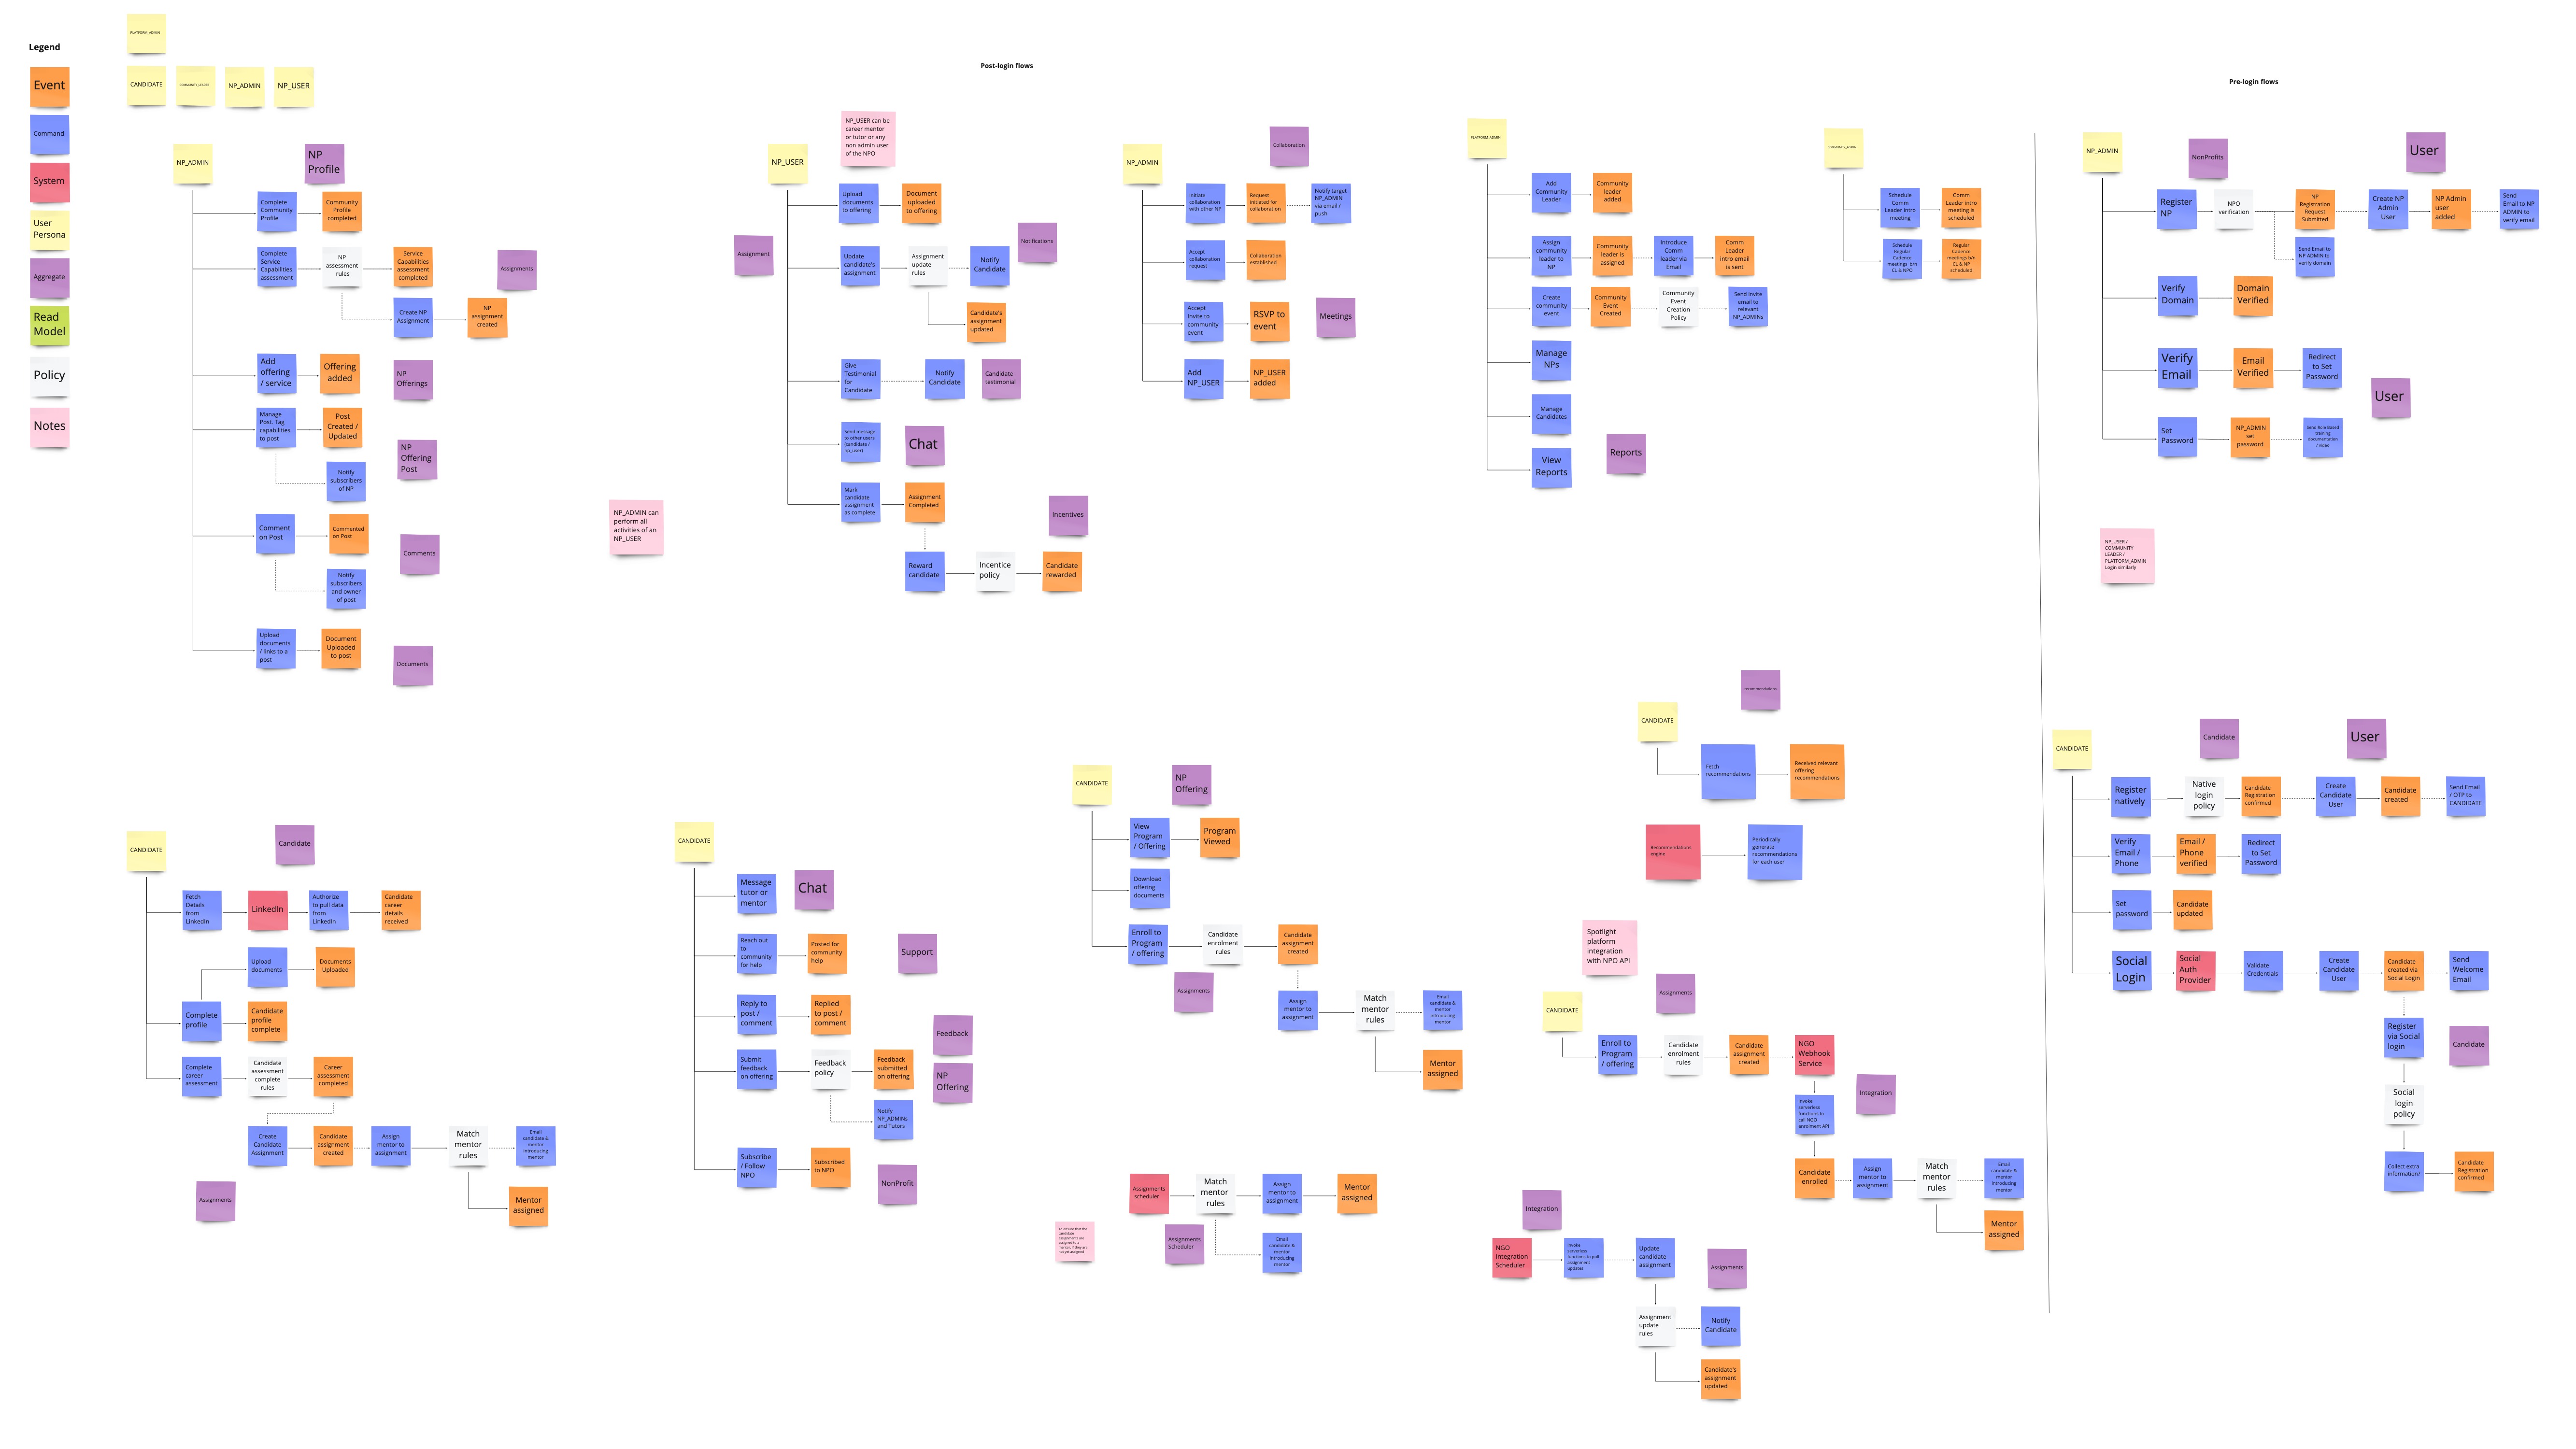 Legend
Event
Command
System
User
Persona
Aggregate
Read
Model
Policy
Notes
PLATFORM_ADMIN
CANDIDATE
COMMUNITY_LEADER
NP_ADMIN
NP_USER
Post-login flows
Pre-login flows
NP_ADMIN
NP
Profile
Complete
Community
Profile
Community
Profile
completed
Complete
Service
Capabilities
assessment
NP
assessment
rules
Service
Capabilities
assessment
completed
Assignments
Create NP
Assignment
NP
assignment
created
Add
offering
/ service
Offering
added
NP
Offerings
Manage
Post. Tag
capabilities
to post
Post
Created /
Updated
NP
Offering
Post
Notify
subscribers
of NP
Comment
on Post
Commented
on Post
Comments
Notify
subscribers
and owner
of post
Upload
documents
/ links to a
post
Document
Uploaded
to post
Documents
NP_ADMIN can
perform all
activities of an
NP_USER
NP_USER
NP_USER can be
career mentor
or tutor or any
non admin user
of the NPO
Upload
documents
to offering
Document
uploaded
to offering
Assignment
Update
candidate's
assignment
Assignment
update
rules
Notify
Candidate
Notifications
Candidate's
assignment
updated
Give
Testimonial
for
Candidate
Notify
Candidate
Candidate
testimonial
Send message
to other users
(candidate /
np_user)
Chat
Mark
candidate
assignment
as complete
Assignment
Completed
Incentives
Reward
candidate
Incentice
policy
Candidate
rewarded
NP_ADMIN
Collaboration
Initiate
collaboration
with other NP
Request
initiated for
collaboration
Notify target
NP_ADMIN
via email /
push
Accept
collaboration
request
Collaboration
established
Accept
Invite to
community
event
RSVP to
event
Meetings
Add
NP_USER
NP_USER
added
PLATFORM_ADMIN
Add
Community
Leader
Community
leader
added
Assign
community
leader to
NP
Community
leader is
assigned
Introduce
Comm
leader via
Email
Comm
Leader
intro email
is sent
Create
community
event
Community
Event
Created
Community
Event
Creation
Policy
Send invite
email to
relevant
NP_ADMINs
Manage
NPs
Manage
Candidates
View
Reports
Reports
COMMUNITY_ADMIN
Schedule
Comm
Leader intro
meeting
Comm
Leader intro
meeting is
scheduled
Schedule
Regular
Cadence
meetings b/n
CL & NPO
Regular
Cadence
meetings b/n
CL & NP
scheduled
NP_ADMIN
NonProfits
User
Register
NP
NPO
verification
NP
Registration
Request
Submitted
Create NP
Admin
User
NP Admin
user
added
Send
Email to NP
ADMIN to
verify email
Send Email to
NP ADMIN to
verify domain
Verify
Domain
Domain
Verified
Verify
Email
Email
Verified
Redirect
to Set
Password
User
Set
Password
NP_ADMIN
set
password
Send Role based
training
documentation
/ video
NP_USER /
COMMUNITY
LEADER /
PLATFORM_ADMIN
Login similarly
CANDIDATE
Candidate
Fetch
Details
from
LinkedIn
LinkedIn
Authorize
to pull data
from
LinkedIn
Candidate
career
details
received
Upload
documents
Documents
Uploaded
Complete
profile
Candidate
profile
complete
Complete
career
assessment
Candidate
assessment
complete
rules
Career
assessment
completed
Create
Candidate
Assignment
Candidate
assignment
created
Assign
mentor to
assignment
Match
mentor
rules
Email
candidate &
mentor
introducing
mentor
Assignments
Mentor
assigned
CANDIDATE
Message
tutor or
mentor
Chat
Reach out
to
community
for help
Posted for
community
help
Support
Reply to
post /
comment
Replied
to post /
comment
Feedback
Submit
feedback
on offering
Feedback
policy
Feedback
submitted
on offering
NP
Offering
Notify
NP_ADMINs
and Tutors
Subscribe
/ Follow
NPO
Subscribed
to NPO
NonProfit
CANDIDATE
NP
Offering
View
Program
/ Offering
Program
Viewed
Download
offering
documents
Enroll to
Program
/ offering
Candidate
enrolment
rules
Candidate
assignment
created
Assignments
Assign
mentor to
assignment
Match
mentor
rules
Email
candidate &
mentor
introducing
mentor
Mentor
assigned
Assignments
scheduler
Match
mentor
rules
Assign
mentor to
assignment
Mentor
assigned
To ensure that the
candidate
assignments are
assigned to a
mentor, if they are
not yet assigned
Assignments
Scheduler
Email
candidate &
mentor
introducing
mentor
recommendations
CANDIDATE
Fetch
recommendations
Received relevant
offering
recommendations
Recommendations
engine
Periodically
generate
recommendations
for each user
Spotlight
platform
integration
with NPO API
Assignments
CANDIDATE
Enroll to
Program
/ offering
Candidate
enrolment
rules
Candidate
assignment
created
NGO
Webhook
Service
Integration
Invoke
serverless
functions to
call NGO
enrolment API
Candidate
enrolled
Assign
mentor to
assignment
Match
mentor
rules
Email
candidate &
mentor
introducing
mentor
Mentor
assigned
Integration
NGO
Integration
Scheduler
Invoke
serverless
functions to pull
assignment
updates
Update
candidate
assignment
Assignments
Assignment
update
rules
Notify
Candidate
Candidate's
assignment
updated
CANDIDATE
Candidate
User
Register
natively
Native
login
policy
Candidate
Registration
confirmed
Create
Candidate
User
Candidate
created
Send Email
/ OTP to
CANDIDATE
Verify
Email /
Phone
Email /
Phone
verified
Redirect
to Set
Password
Set
password
Candidate
updated
Social
Login
Social
Auth
Provider
Validate
Credentials
Create
Candidate
User
Candidate
created via
Social Login
Send
Welcome
Email
Register
via Social
login
Candidate
Social
login
policy
Collect extra
information?
Candidate
Registration
confirmed